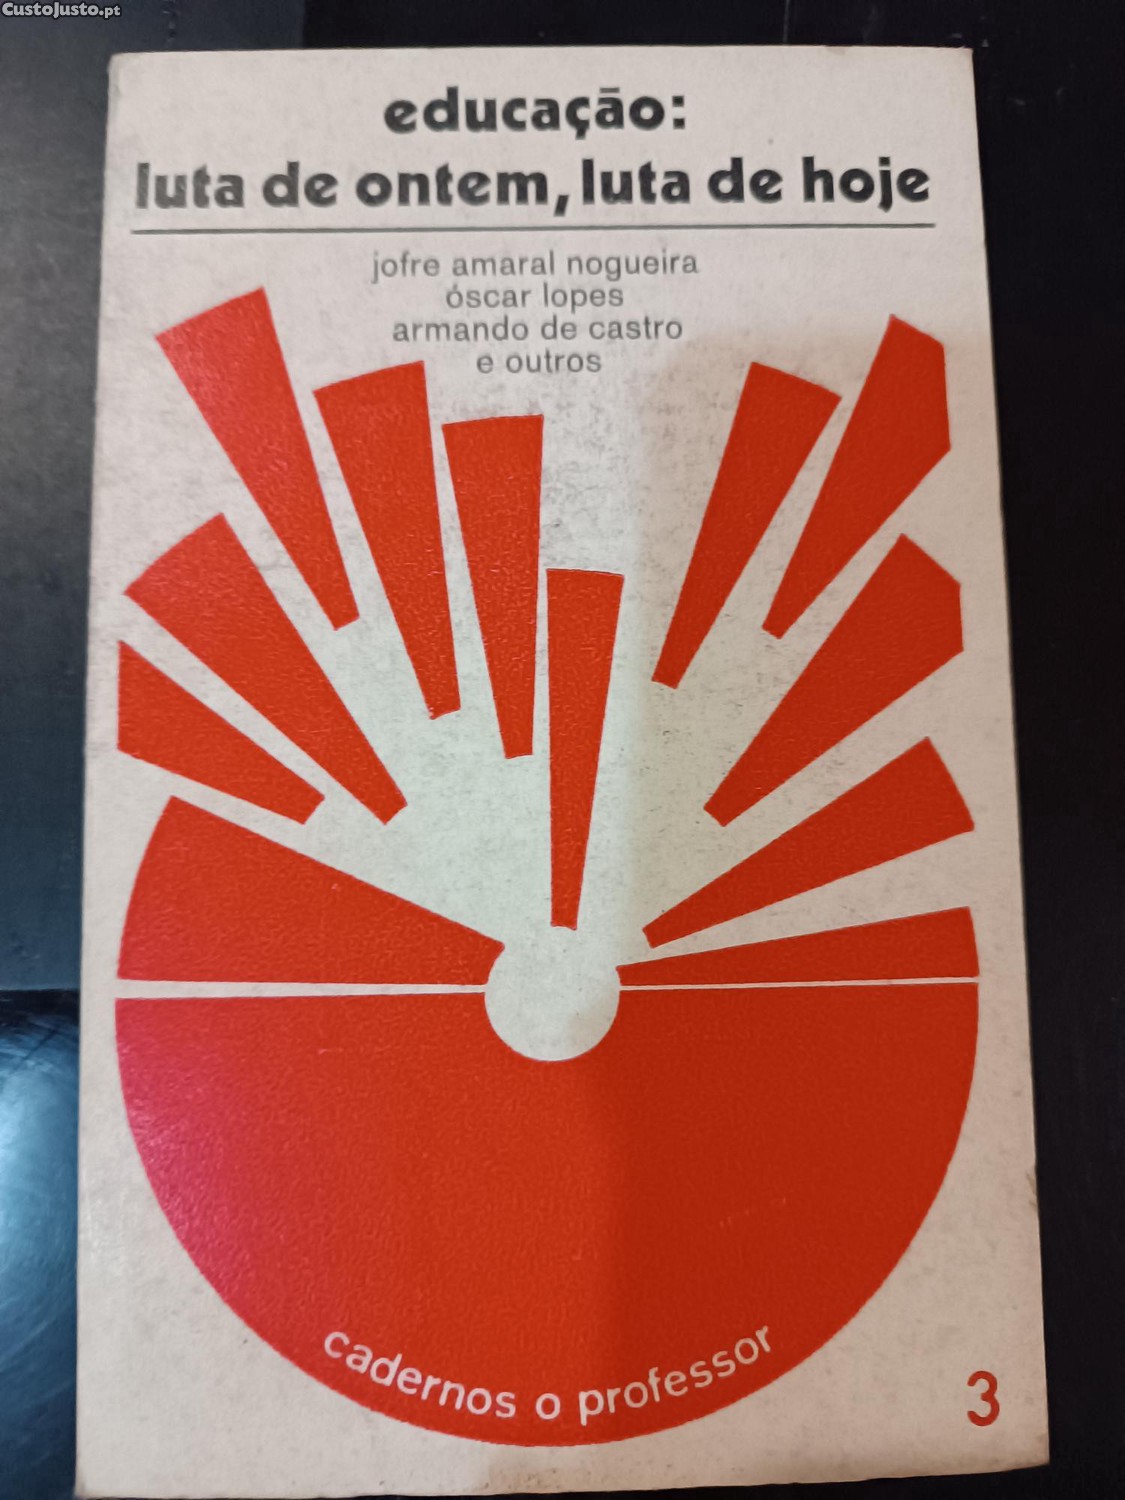 CustoJusto.pt
educação:
luta de ontem, luta de hoje
jofre amaral nogueira
óscar lopes
armando de castro
e outros
cadernos o professor
3